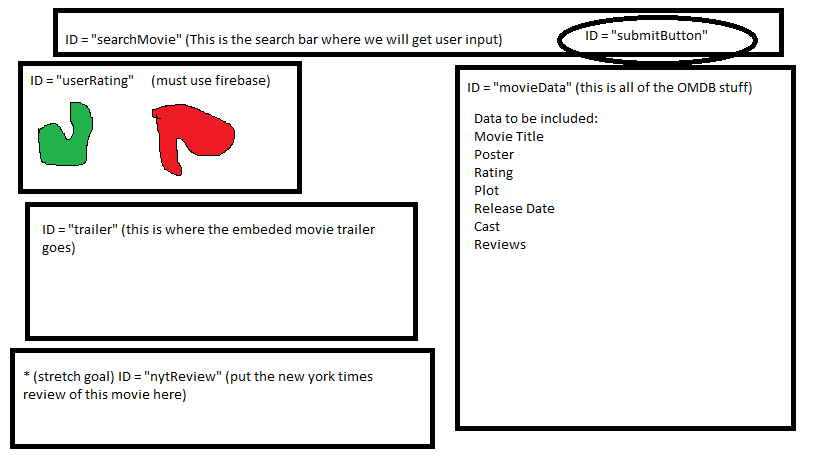 ID = "searchMovie" (This is the search bar where we will get user input)
ID = "submitButton"
ID = "userRating" (must use firebase)
ID = "movieData" (this is all of the OMDB stuff)
Data to be included:
Movie Title
Poster
Rating
Plot
Release Date
Cast
Reviews
ID = "trailer" (this is where the embeded movie trailer
goes)
* (stretch goal) ID = "nytReview" (put the new york times
review of this movie here)